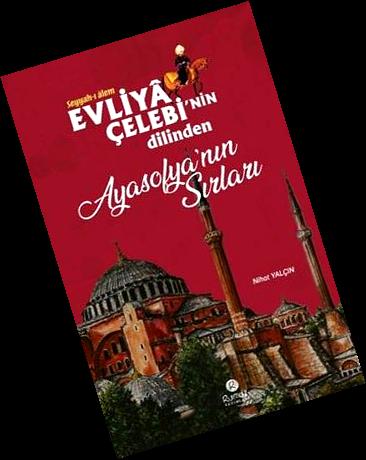 Seyyah-ı âlem
EVLİYÂ
ÇELEBİ'NİN
dilinden
Ayasofya'nın
Sırları
Nihat YALÇIN